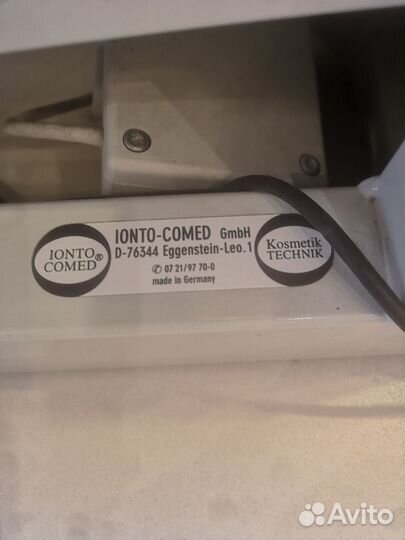 IONTO
COMED®
IONTO-COMED GmbH
D-76344 Eggenstein-Leo.1
✆ 07 21/97 70-0
made in Germany
Kosmetik
TECHNIK
Avito